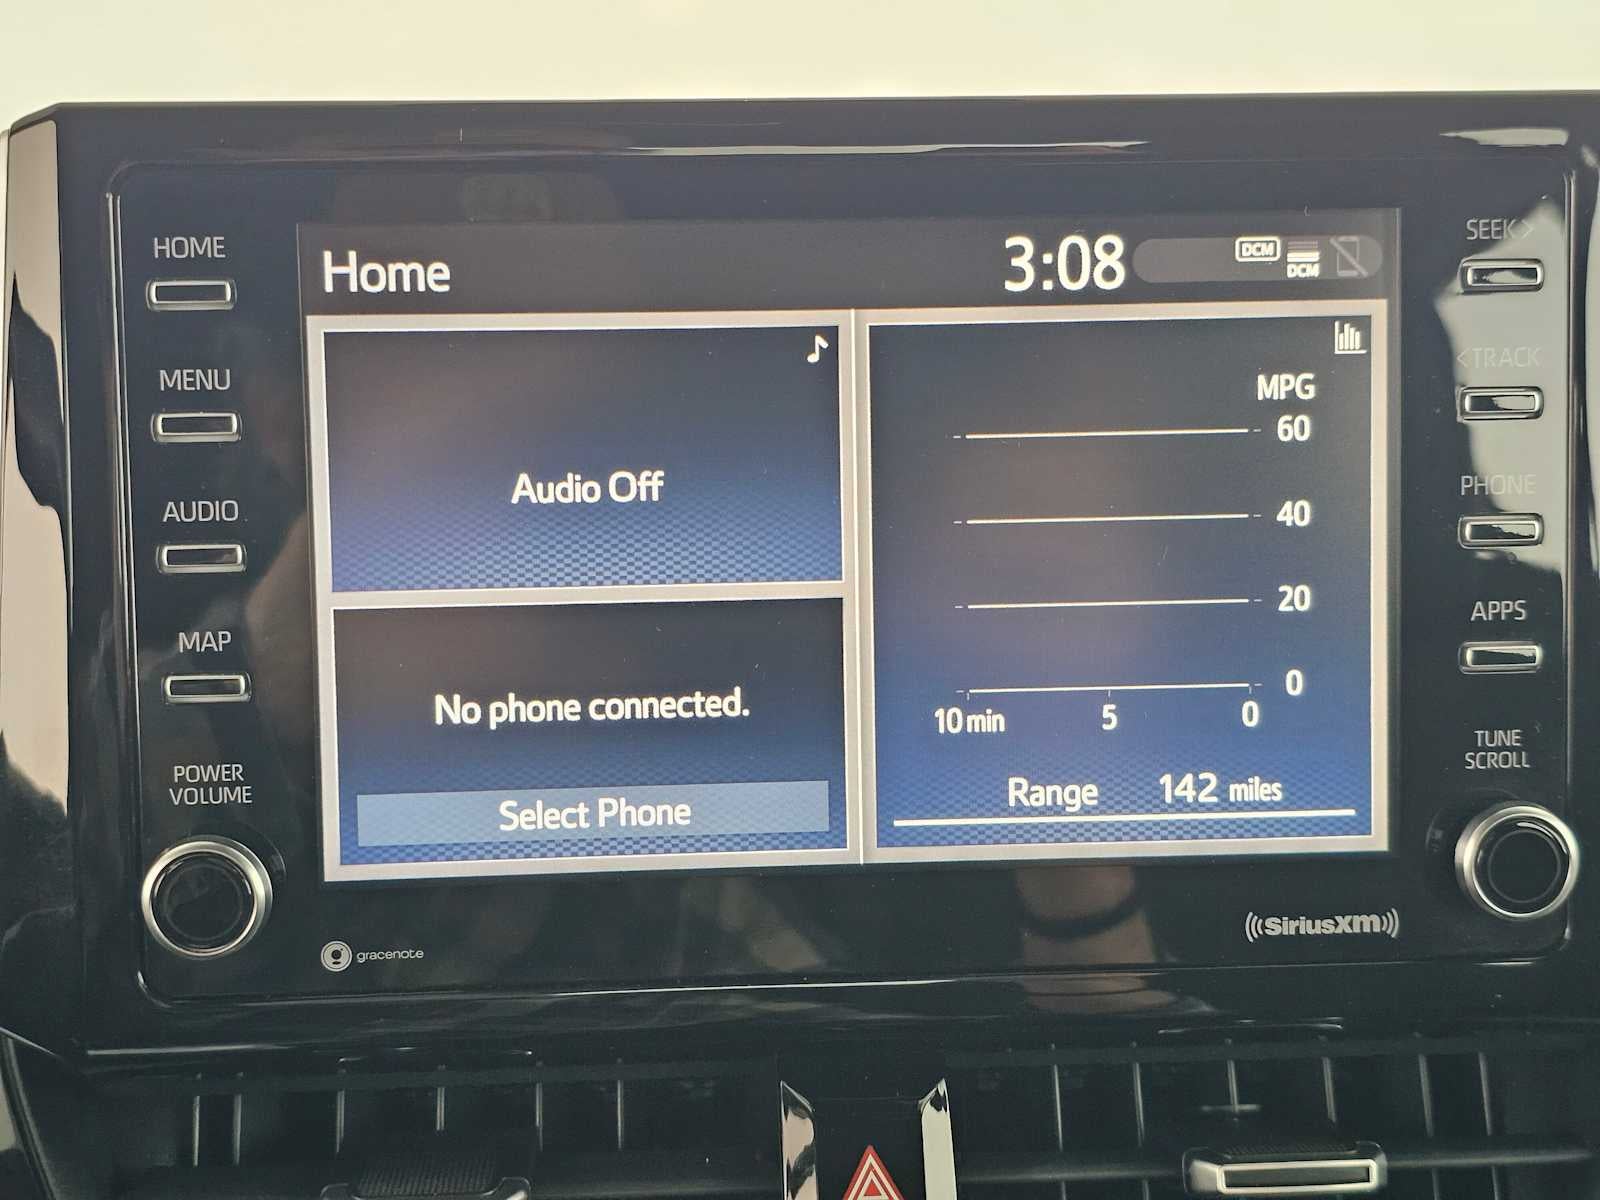 HOME
MENU
AUDIO
MAP
POWER
VOLUME
Home
3:08
DCM
DCM
Audio Off
No phone connected.
Select Phone
MPG
60
40
20
0
10 min 5 0
Range 142 miles
gracenote
((SiriusXM))
SEEK>
<TRACK
PHONE
APPS
TUNE
SCROLL